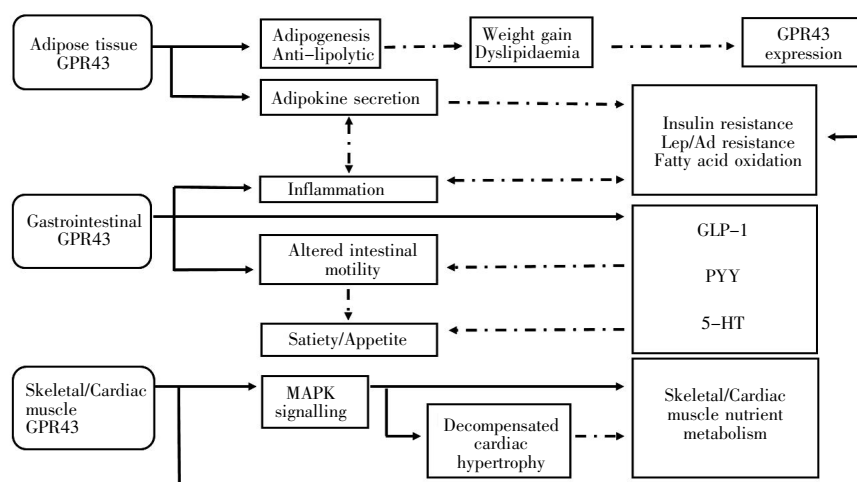 Adipose tissue
GPR43
Adipogenesis
Anti-lipolytic
Weight gain
Dyslipidaemia
GPR43
expression
Adipokine secretion
Insulin resistance
Lep/Ad resistance
Fatty acid oxidation
Inflammation
Gastrointestinal
GPR43
GLP-1
PYY
5-HT
Altered intestinal
motility
Satiety/Appetite
Skeletal/Cardiac
muscle
GPR43
MAPK
signalling
Decompensated
cardiac
hypertrophy
Skeletal/Cardiac
muscle nutrient
metabolism